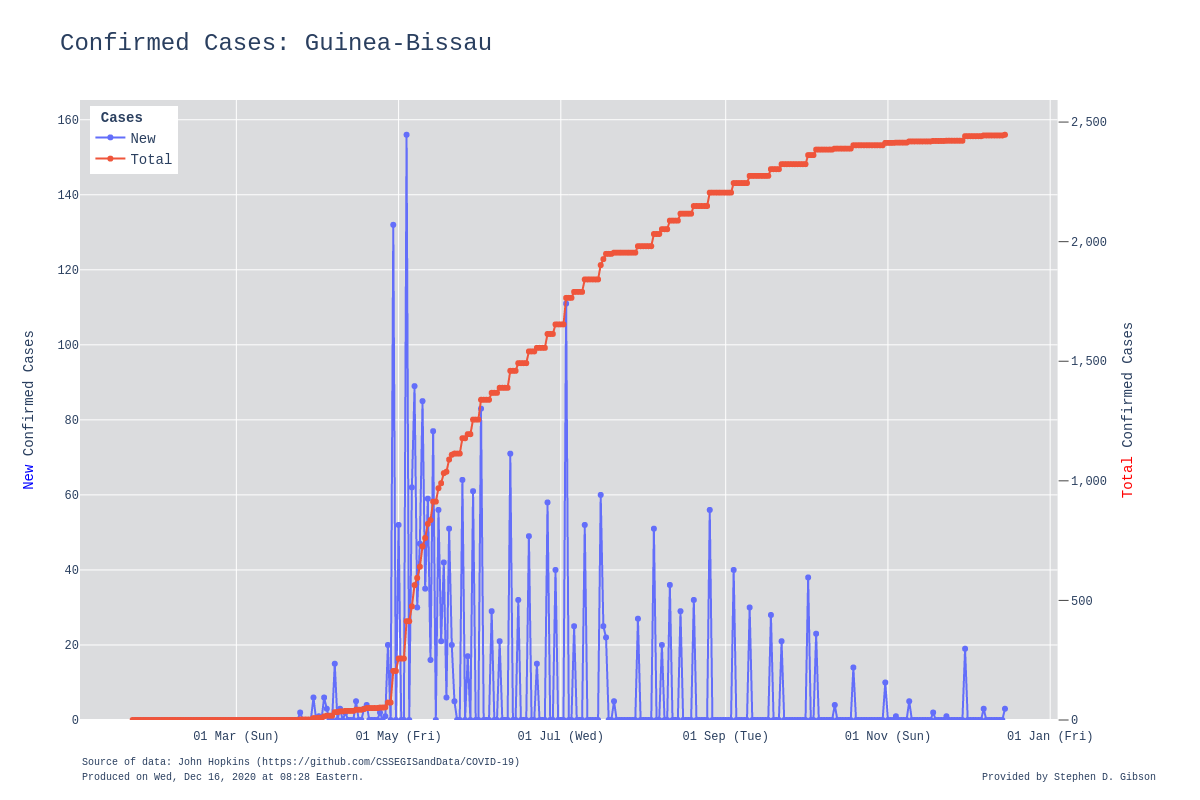 Confirmed Cases: Guinea-Bissau
Cases
New
Total
160
140
120
100
80
60
40
20
0
2,500
2,000
1,500
1,000
500
0
New Confirmed Cases
Total Confirmed Cases
01 Mar (Sun) 01 May (Fri) 01 Jul (Wed) 01 Sep (Tue) 01 Nov (Sun) 01 Jan (Fri)
Source of data: John Hopkins (https://github.com/CSSEGISandData/COVID-19)
Produced on Wed, Dec 16, 2020 at 08:28 Eastern.
Provided by Stephen D. Gibson